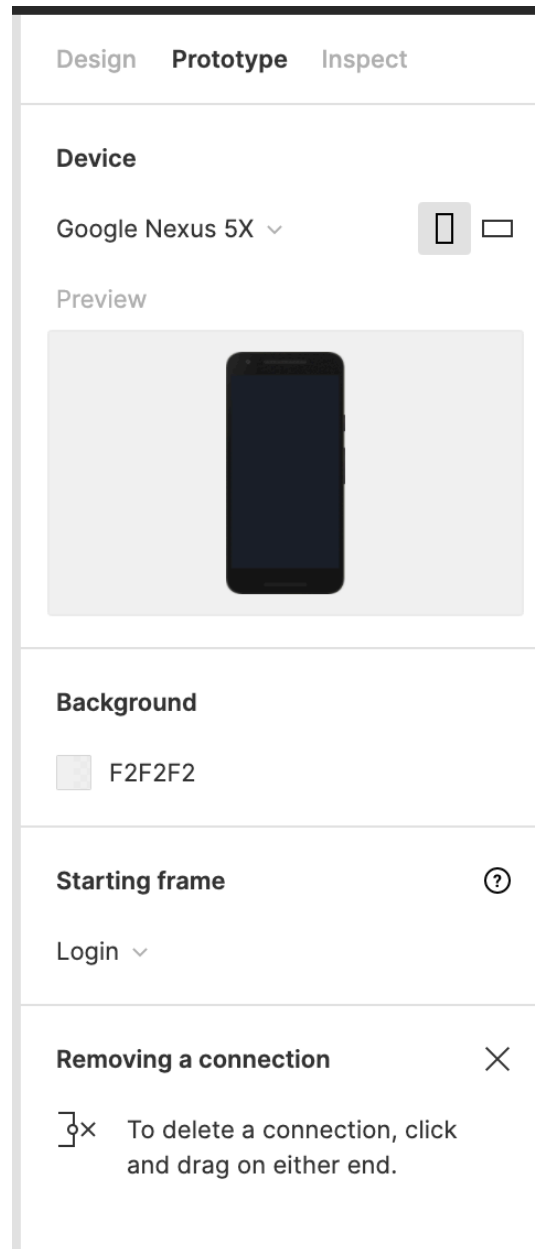 Design Prototype Inspect
Device
Google Nexus 5X
Preview
Background
F2F2F2
Starting frame
Login
Removing a connection
To delete a connection, click
and drag on either end.